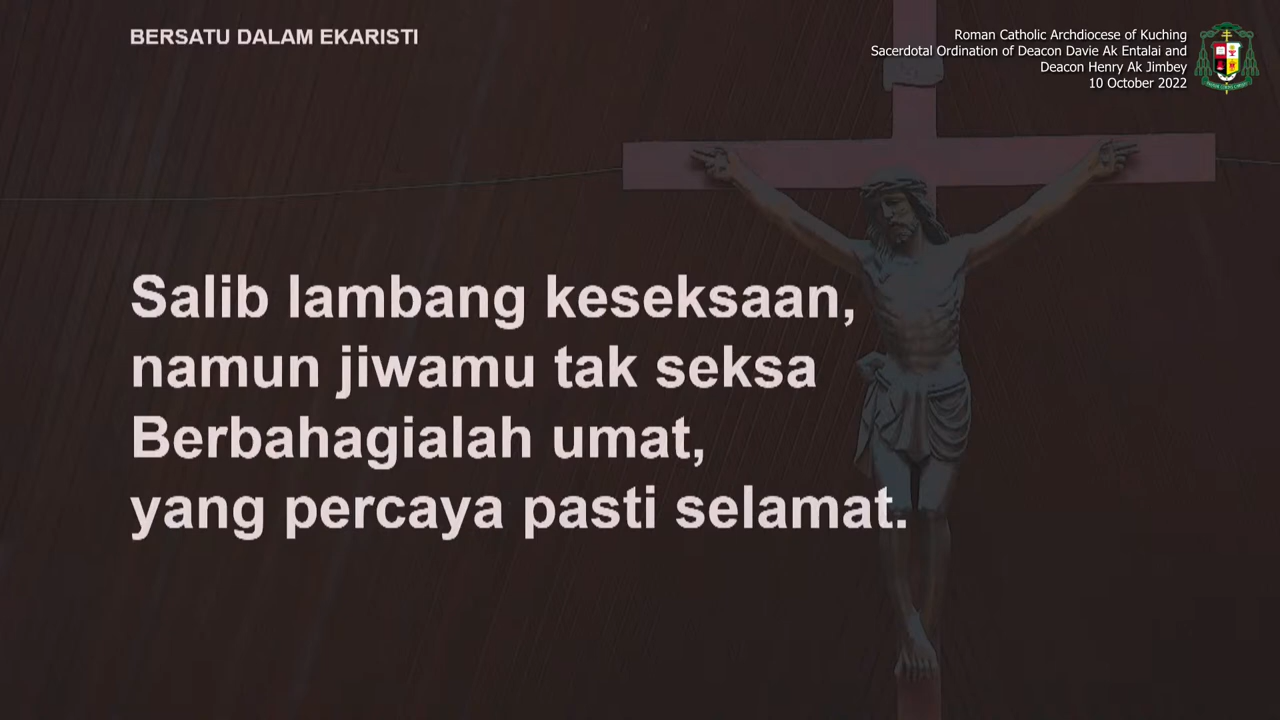 BERSATU DALAM EKARISTI
Roman Catholic Archdiocese of Kuching
Sacerdotal Ordination of Deacon Davie Ak Entalai and
Deacon Henry Ak Jimbey
10 October 2022
Salib lambang keseksaan,
namun jiwamu tak seksa
Berbahagialah umat,
yang percaya pasti selamat.